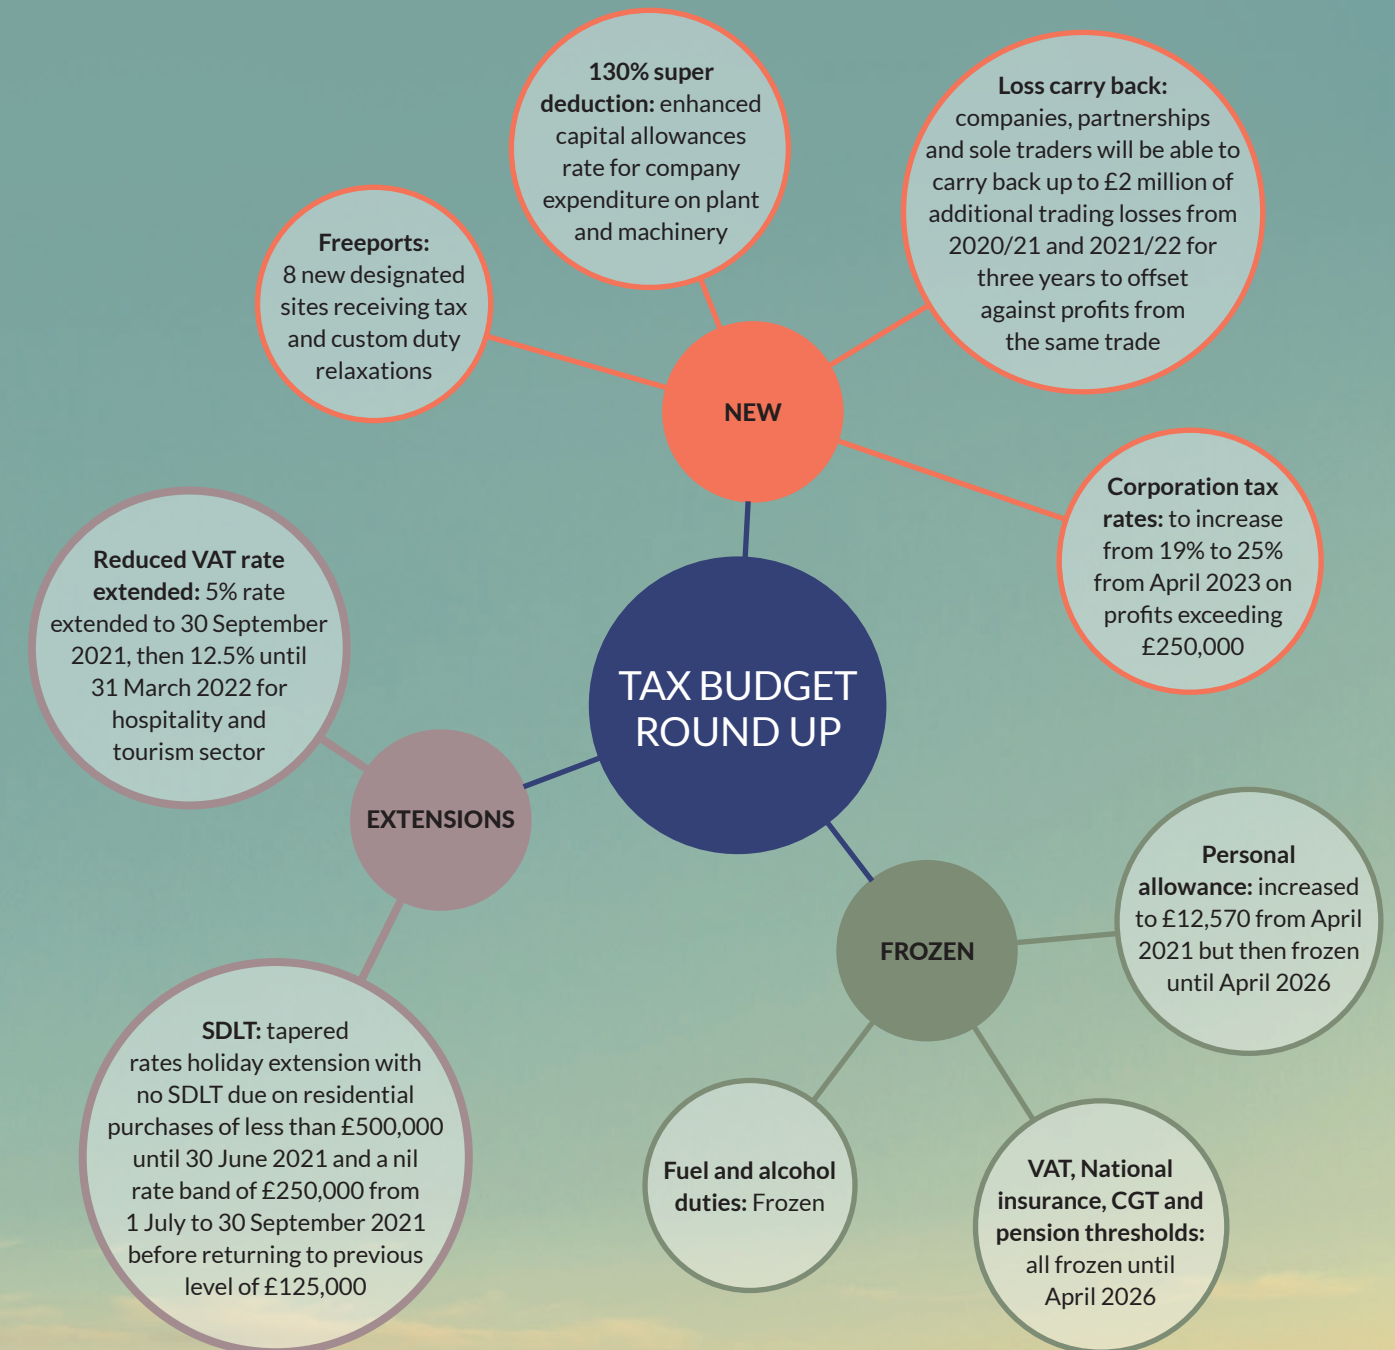 130% super
deduction: enhanced
capital allowances
rate for company
expenditure on plant
and machinery
Loss carry back:
companies, partnerships
and sole traders will be able to
carry back up to £2 million of
additional trading losses from
2020/21 and 2021/22 for
three years to offset
against profits from
the same trade
Freeports:
8 new designated
sites receiving tax
and custom duty
relaxations
NEW
Corporation tax
rates: to increase
from 19% to 25%
from April 2023 on
profits exceeding
£250,000
Reduced VAT rate
extended: 5% rate
extended to 30 September
2021, then 12.5% until
31 March 2022 for
hospitality and
tourism sector
TAX BUDGET
ROUND UP
EXTENSIONS
Personal
allowance: increased
to £12,570 from April
2021 but then frozen
until April 2026
FROZEN
SDLT: tapered
rates holiday extension with
no SDLT due on residential
purchases of less than £500,000
until 30 June 2021 and a nil
rate band of £250,000 from
1 July to 30 September 2021
before returning to previous
level of £125,000
Fuel and alcohol
duties: Frozen
VAT, National
insurance, CGT and
pension thresholds:
all frozen until
April 2026